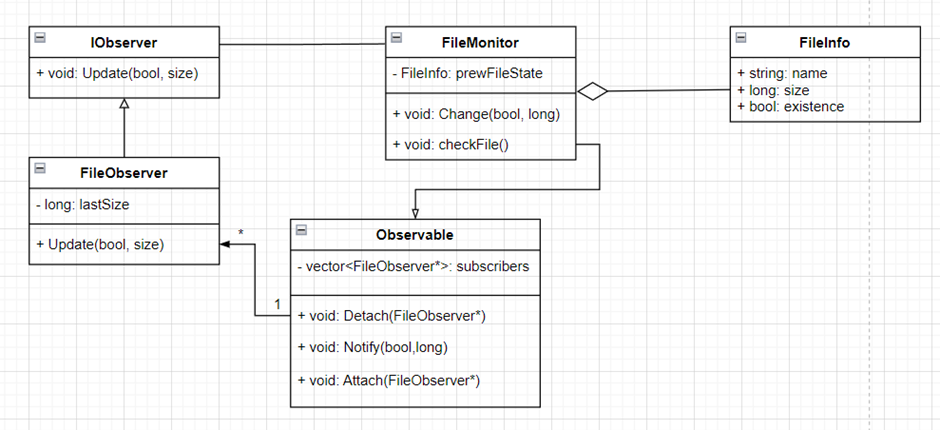 IObserver
+ void: Update(bool, size)
FileMonitor
- FileInfo: prewFileState
+ void: Change(bool, long)
+ void: checkFile()
FileInfo
+ string: name
+ long: size
+ bool: existence
FileObserver
- long: lastSize
+ Update(bool, size)
*
1
Observable
- vector<FileObserver*>: subscribers
+ void: Detach(FileObserver*)
+ void: Notify(bool,long)
+ void: Attach(FileObserver*)